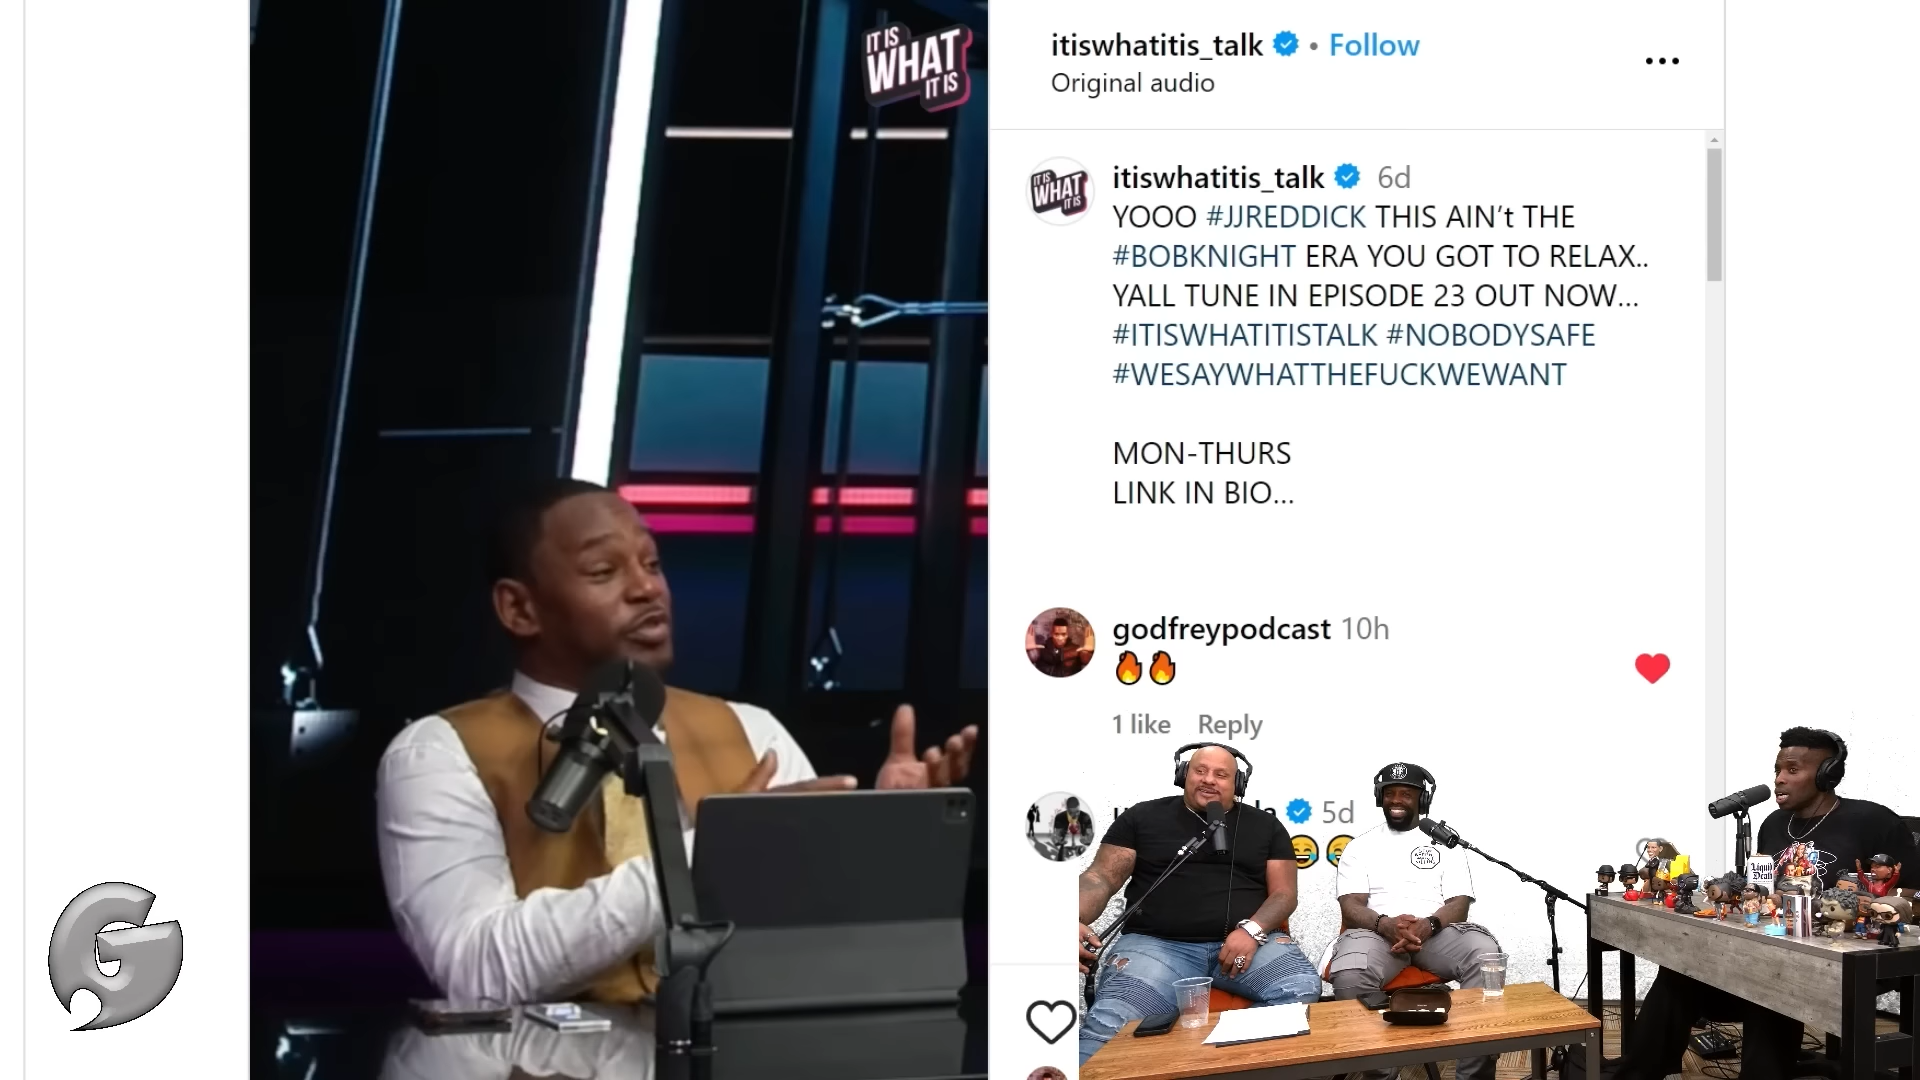 IT IS
WHAT
IT IS
itiswhatitis_talk • Follow
Original audio
IT IS
WHAT
IT IS
itiswhatitis_talk 6d
YOOO #JJREDDICK THIS AIN’t THE
#BOBKNIGHT ERA YOU GOT TO RELAX..
YALL TUNE IN EPISODE 23 OUT NOW...
#ITISWHATITISTALK #NOBODYSAFE
#WESAYWHATTHEFUCKWEWANT
MON-THURS
LINK IN BIO...
godfreypodcast 10h
🔥🔥
1 like Reply
5d
Liquid
Death
G